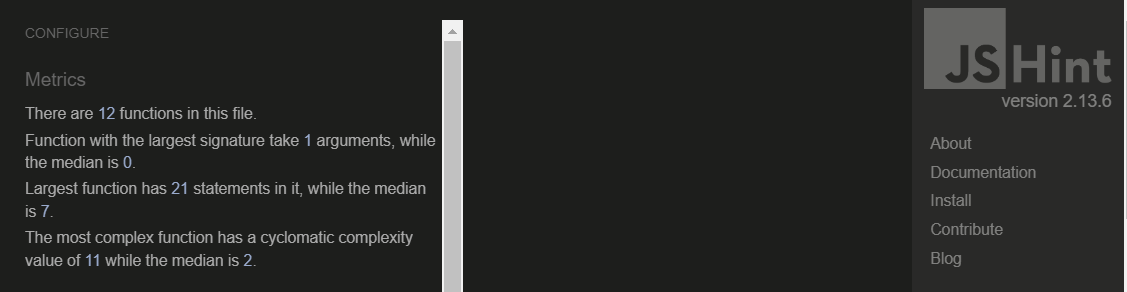 CONFIGURE
Metrics
There are 12 functions in this file.
Function with the largest signature take 1 arguments, while
the median is 0.
Largest function has 21 statements in it, while the median
is 7.
The most complex function has a cyclomatic complexity
value of 11 while the median is 2.
JSHint
version 2.13.6
About
Documentation
Install
Contribute
Blog